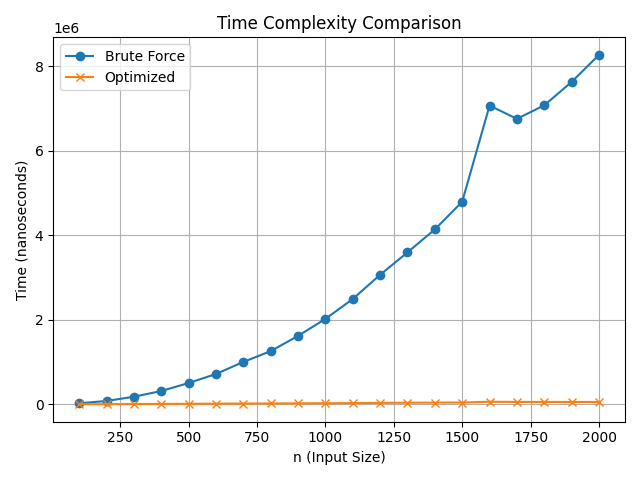 Time Complexity Comparison
1e6
Brute Force
Optimized
8
6
4
2
0
Time (nanoseconds)
250 500 750 1000 1250 1500 1750 2000
n (Input Size)